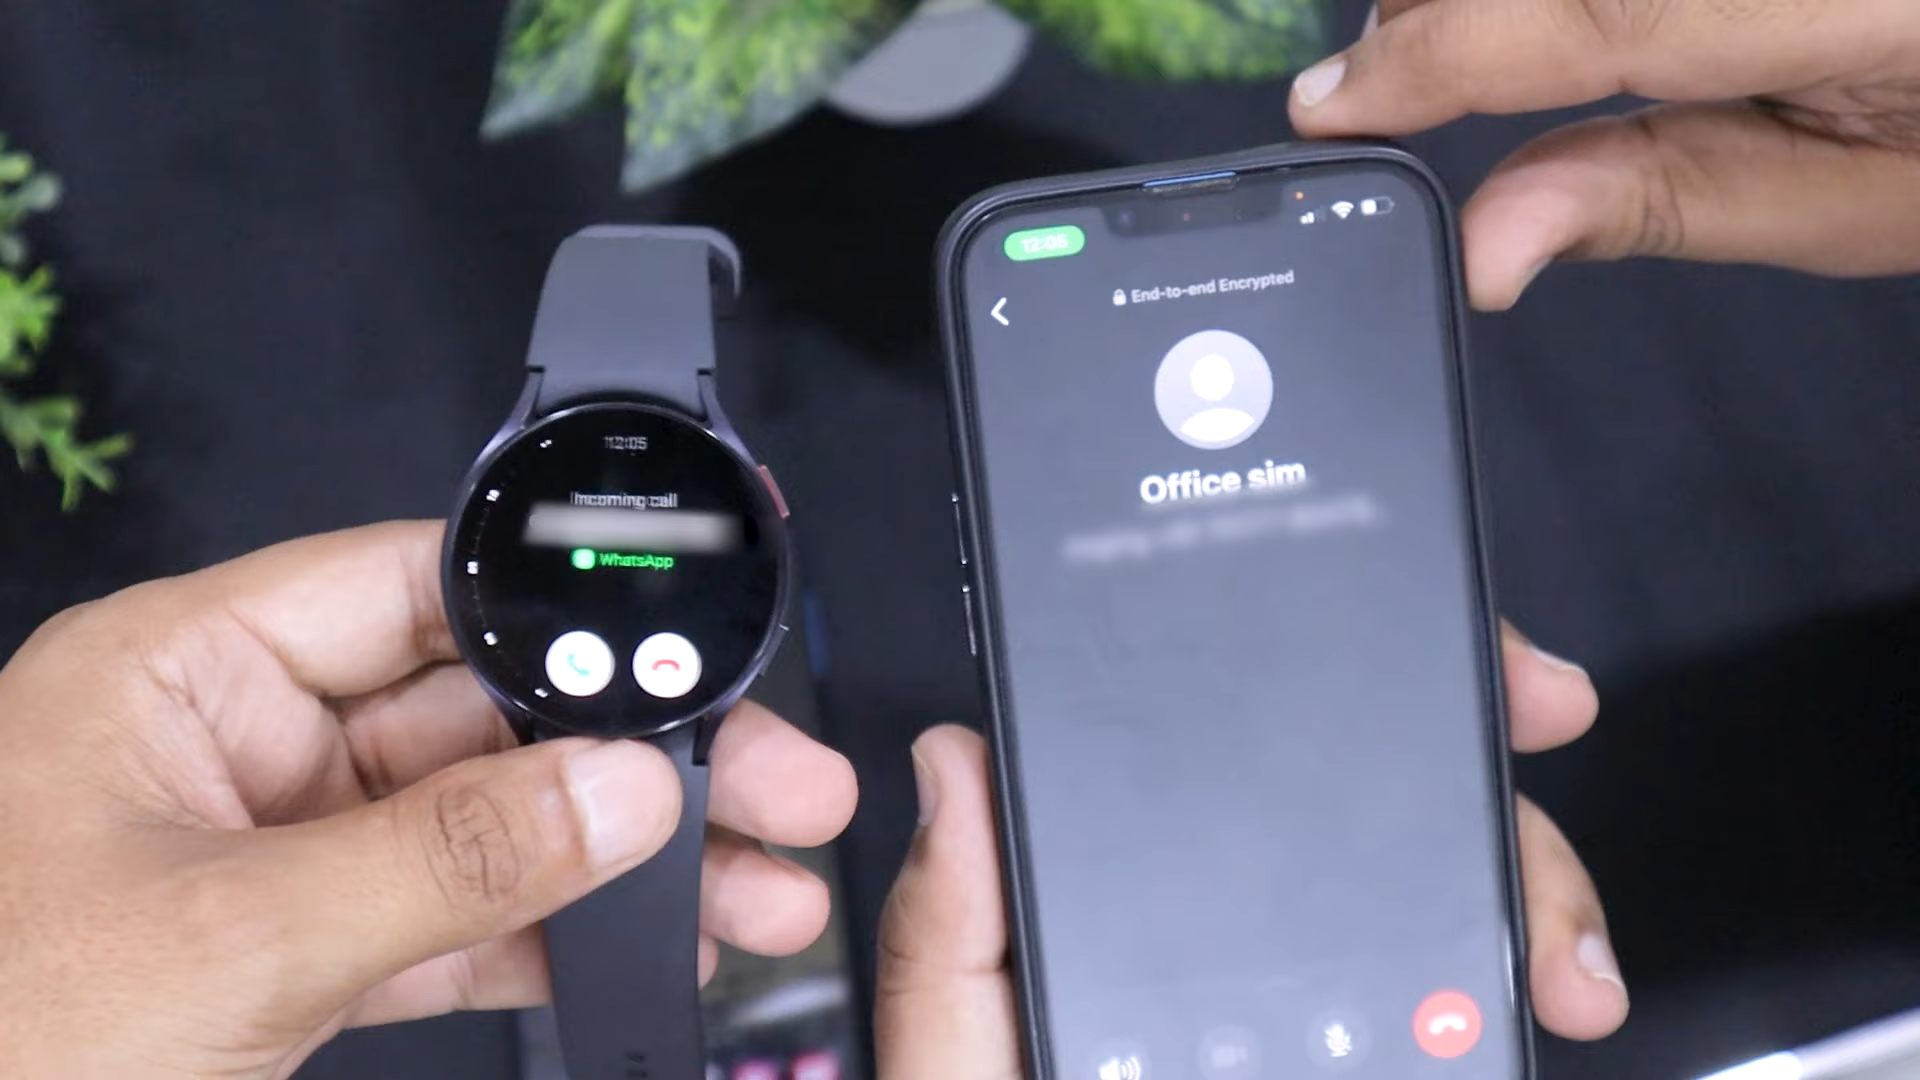 12:05
Incoming call
WhatsApp
12:05
End-to-end Encrypted
Office sim